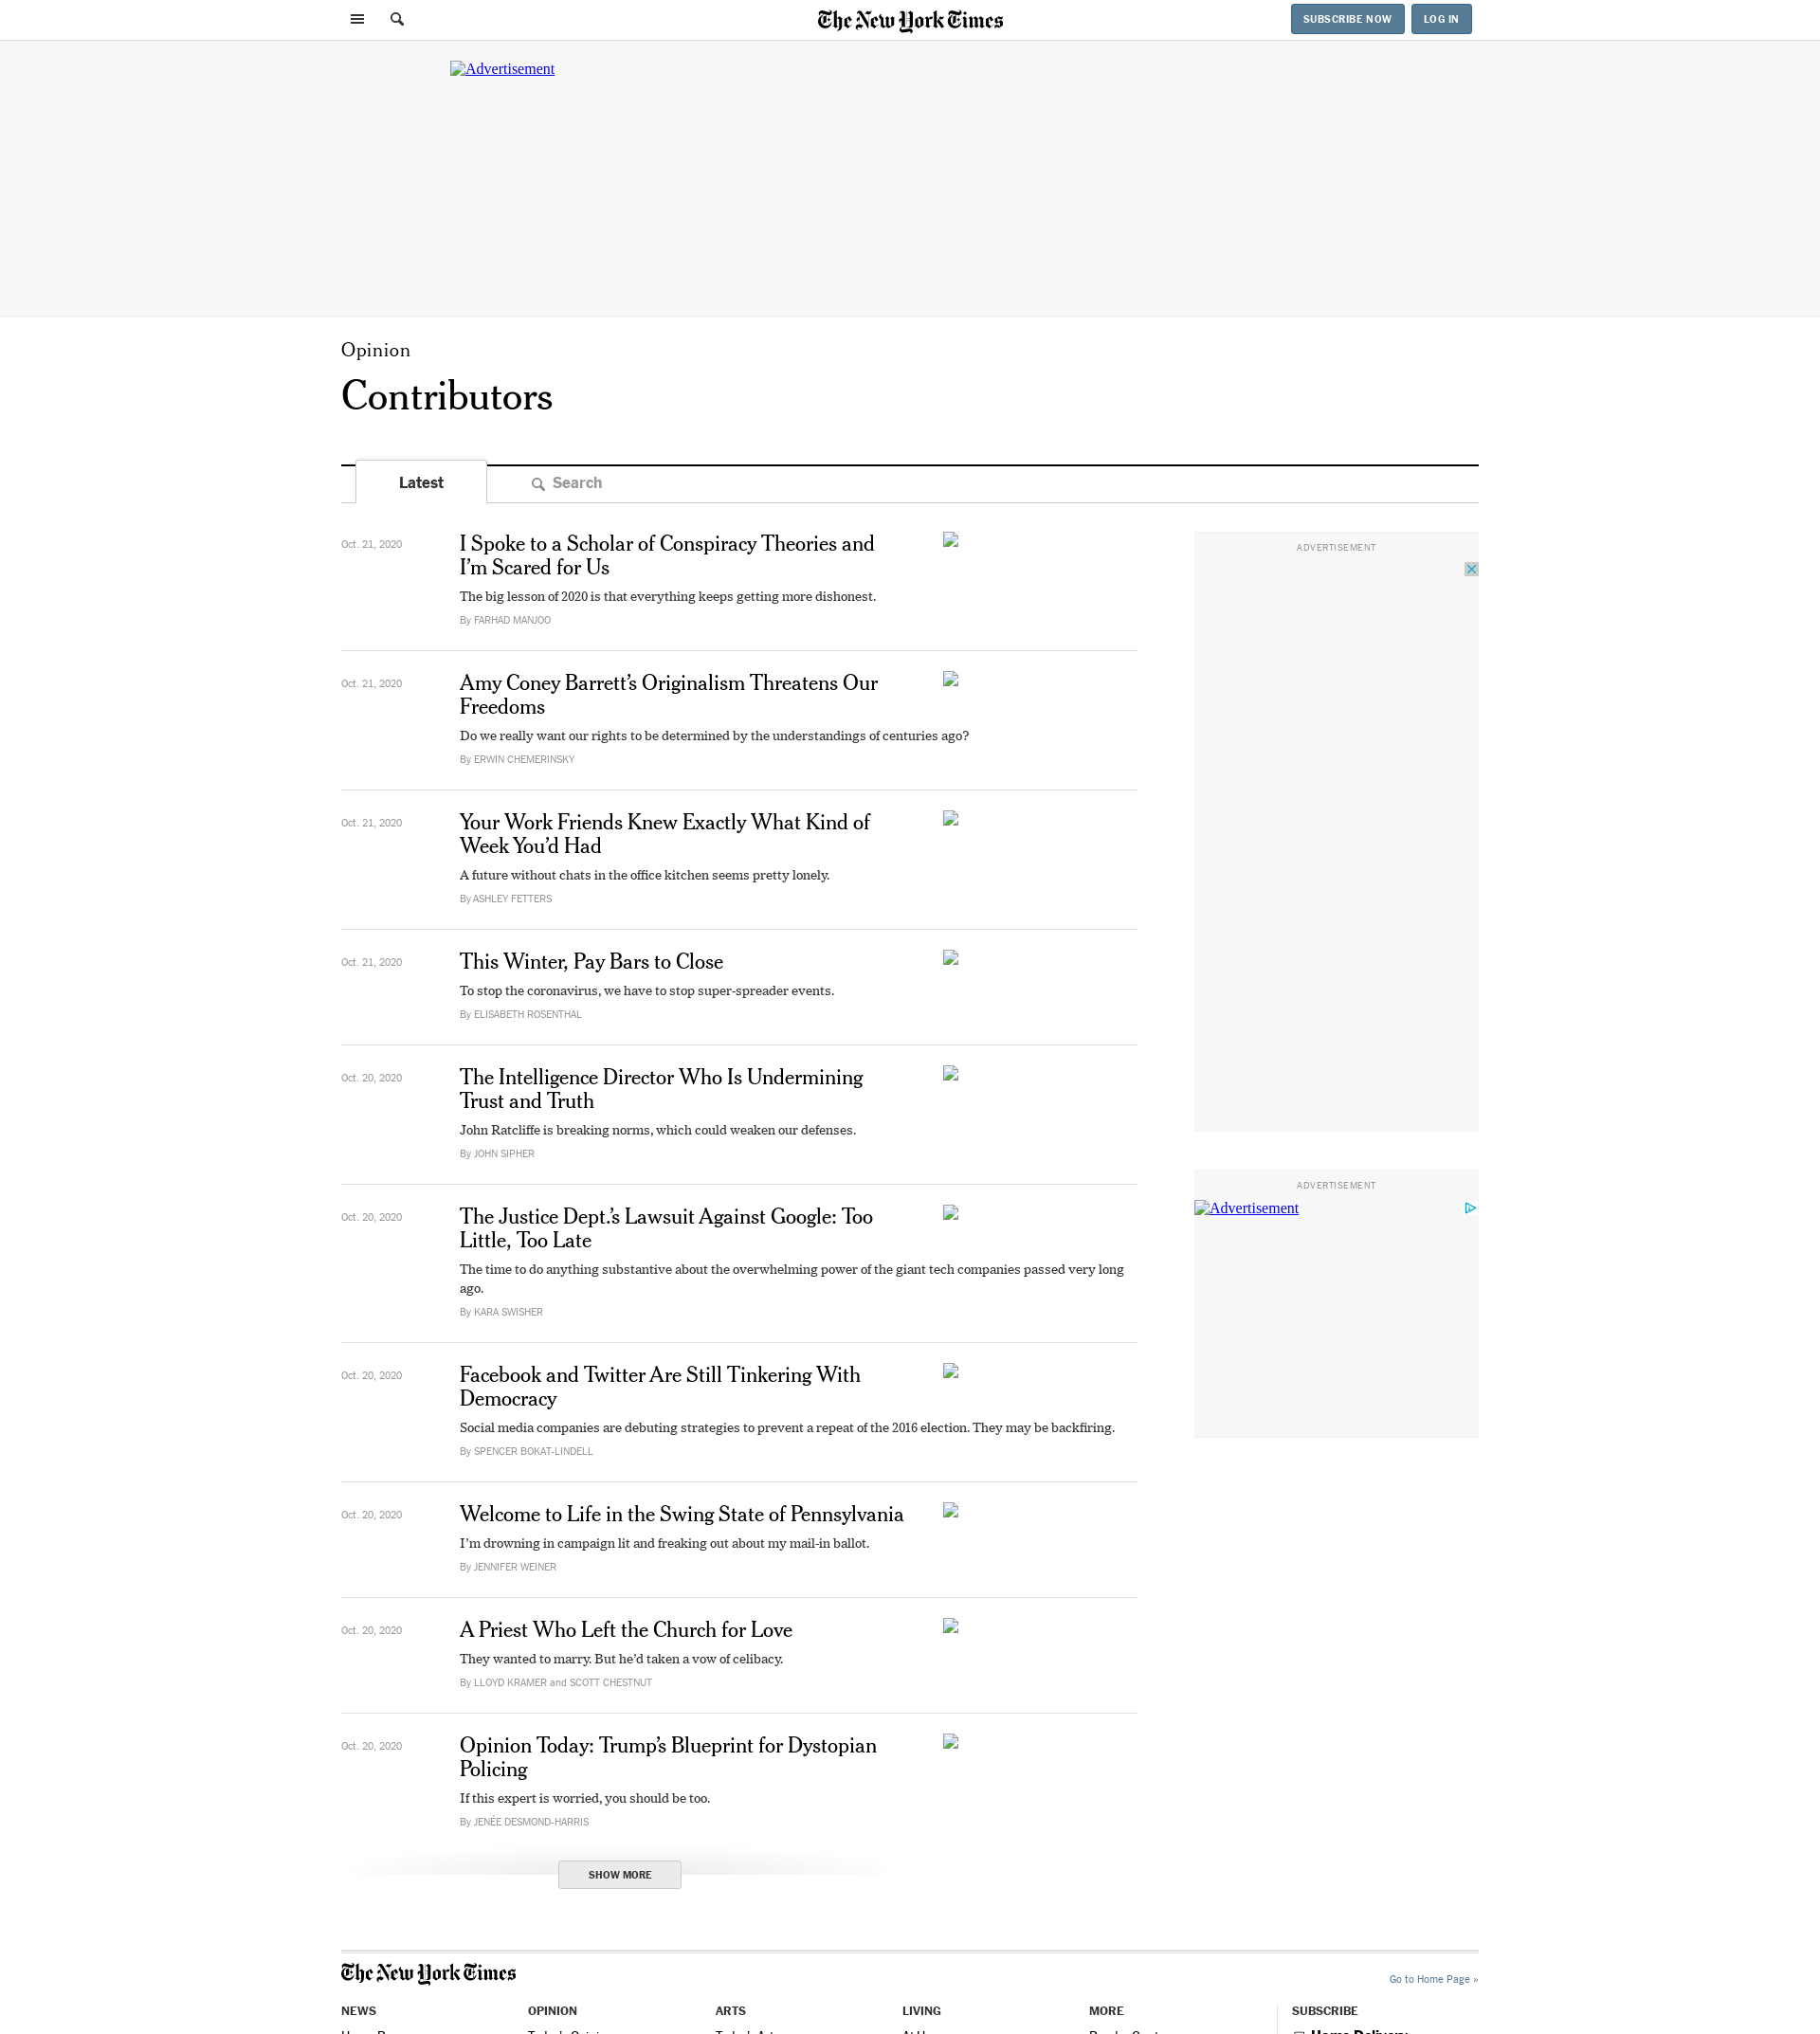 The New York Times
SUBSCRIBE NOW
LOG IN
Advertisement
Opinion
Contributors
Latest
Search
Oct. 21, 2020
I Spoke to a Scholar of Conspiracy Theories and
I’m Scared for Us
The big lesson of 2020 is that everything keeps getting more dishonest.
By FARHAD MANJOO
Oct. 21, 2020
Amy Coney Barrett’s Originalism Threatens Our
Freedoms
Do we really want our rights to be determined by the understandings of centuries ago?
By ERWIN CHEMERINSKY
Oct. 21, 2020
Your Work Friends Knew Exactly What Kind of
Week You’d Had
A future without chats in the office kitchen seems pretty lonely.
By ASHLEY FETTERS
Oct. 21, 2020
This Winter, Pay Bars to Close
To stop the coronavirus, we have to stop super-spreader events.
By ELISABETH ROSENTHAL
Oct. 20, 2020
The Intelligence Director Who Is Undermining
Trust and Truth
John Ratcliffe is breaking norms, which could weaken our defenses.
By JOHN SIPHER
Oct. 20, 2020
The Justice Dept.’s Lawsuit Against Google: Too
Little, Too Late
The time to do anything substantive about the overwhelming power of the giant tech companies passed very long
ago.
By KARA SWISHER
Oct. 20, 2020
Facebook and Twitter Are Still Tinkering With
Democracy
Social media companies are debuting strategies to prevent a repeat of the 2016 election. They may be backfiring.
By SPENCER BOKAT-LINDELL
Oct. 20, 2020
Welcome to Life in the Swing State of Pennsylvania
I’m drowning in campaign lit and freaking out about my mail-in ballot.
By JENNIFER WEINER
Oct. 20, 2020
A Priest Who Left the Church for Love
They wanted to marry. But he’d taken a vow of celibacy.
By LLOYD KRAMER and SCOTT CHESTNUT
Oct. 20, 2020
Opinion Today: Trump’s Blueprint for Dystopian
Policing
If this expert is worried, you should be too.
By JENÉE DESMOND-HARRIS
SHOW MORE
ADVERTISEMENT
ADVERTISEMENT
Advertisement
The New York Times
Go to Home Page »
NEWS
OPINION
ARTS
LIVING
MORE
SUBSCRIBE
Home Delivery